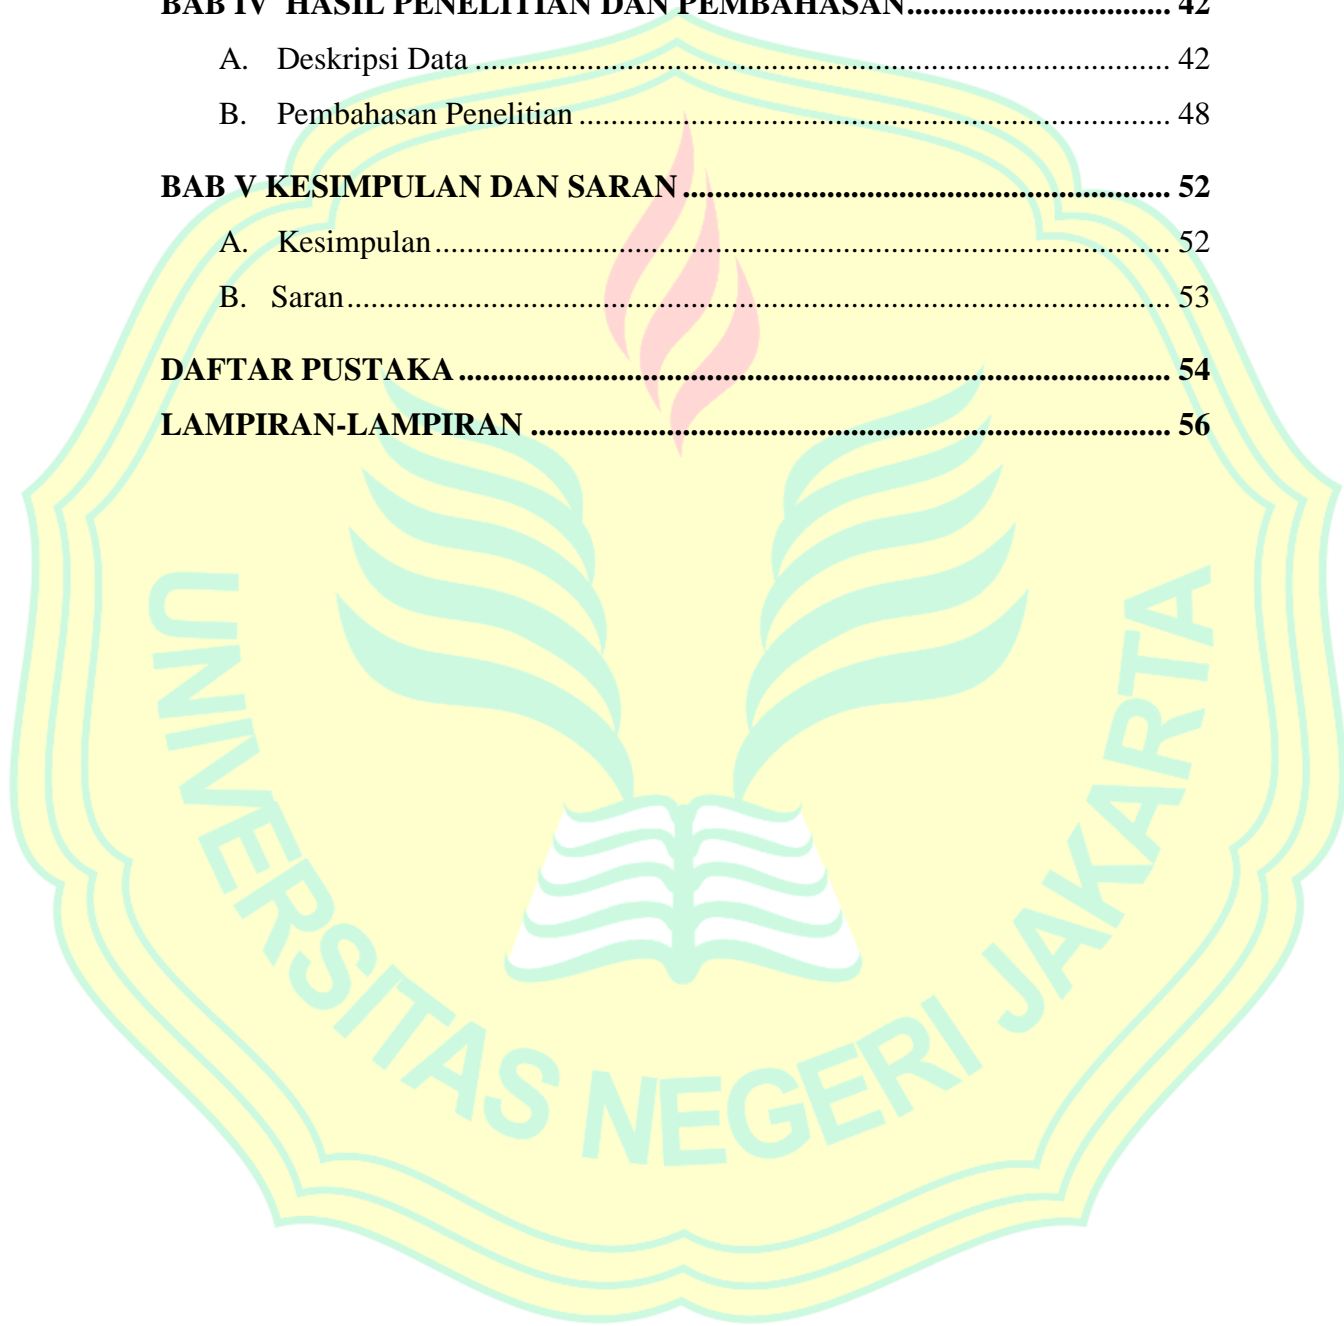 BAB IV HASIL PENELITIAN DAN PEMBAHASAN................................. 42
A. Deskripsi Data ......................................................................................... 42
B. Pembahasan Penelitian ........................................................................... 48
BAB V KESIMPULAN DAN SARAN ............................................................. 52
A. Kesimpulan.............................................................................................. 52
B. Saran......................................................................................................... 53
DAFTAR PUSTAKA ......................................................................................... 54
LAMPIRAN-LAMPIRAN ................................................................................ 56
UNIVERSITAS NEGERI JAKARTA